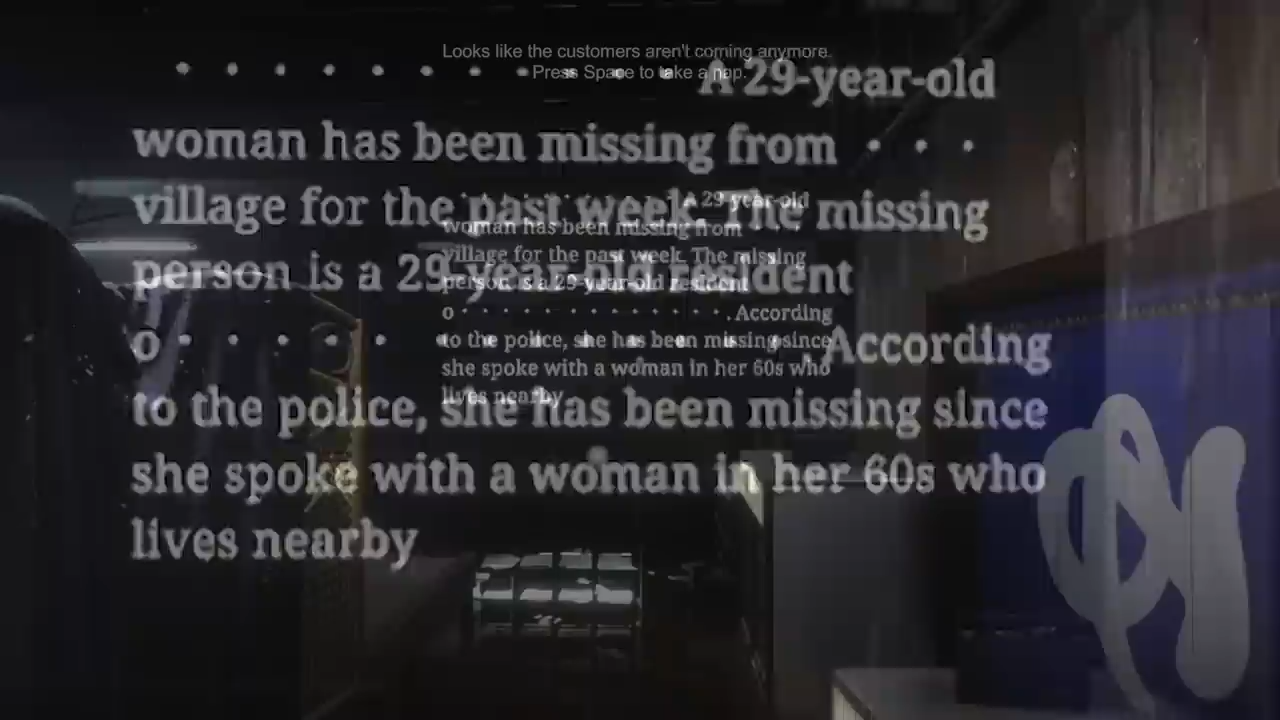 Looks like the customers aren't coming anymore.
Press Space to take a nap.
. . . . . . . . . . . A 29-year-old
woman has been missing from . . .
village for the past week. The missing
person is a 29-year-old resident
o . . . . . . . . . . . . . . According
to the police, she has been missing since
she spoke with a woman in her 60s who
lives nearby
A 29-year-old
woman has been missing from . . .
village for the past week. The missing
person is a 29-year-old resident
o . . . . . . . . . . . . . . According
to the police, she has been missing since
she spoke with a woman in her 60s who
lives nearby
の